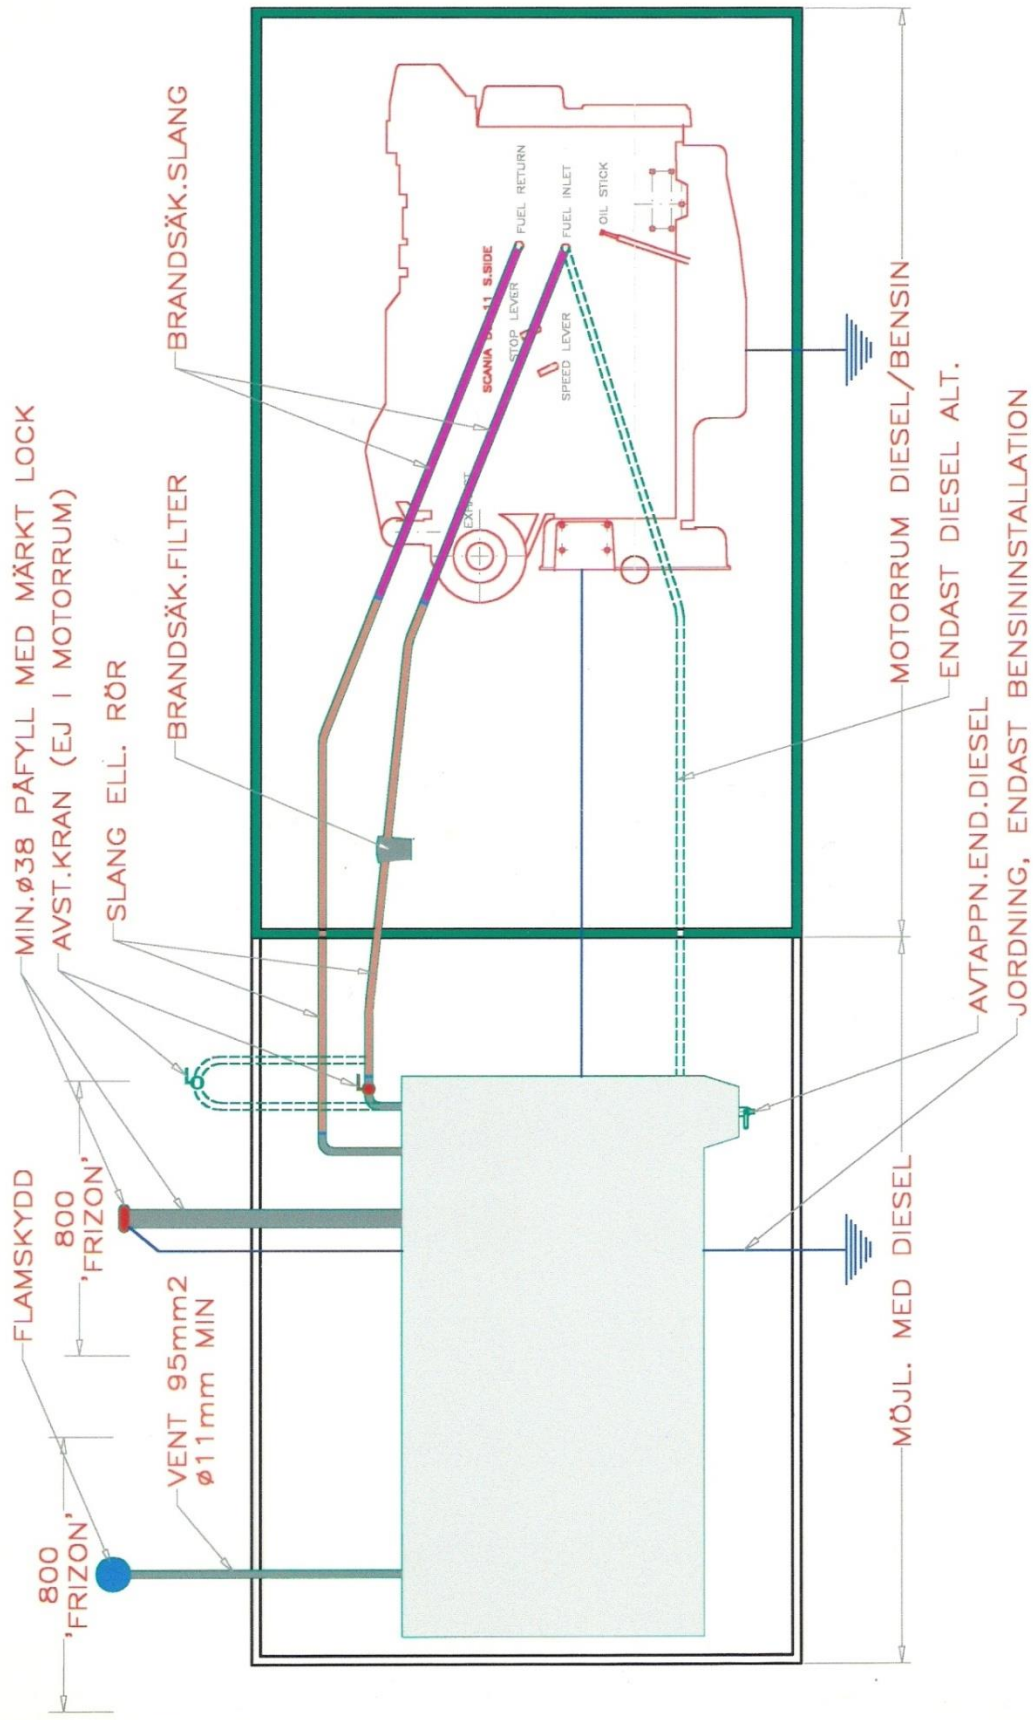 MIN.ø38 PÅFYLL MED MÄRKT LOCK
AVST.KRAN (EJ I MOTORRUM)
SLANG ELL. RÖR
BRANDSÄK.FILTER
BRANDSÄK.SLANG
FLAMSKYDD
800
'FRIZON'
800
'FRIZON'
VENT 95mm2
ø11mm MIN
SCANIA 11 S.SIDE
FUEL RETURN
STOP LEVER
FUEL INLET
SPEED LEVER
OIL STICK
MOTORRUM DIESEL/BENSIN
MÖJL. MED DIESEL
ENDAST DIESEL ALT.
AVTAPPN.END.DIESEL
JORDNING, ENDAST BENSININSTALLATION